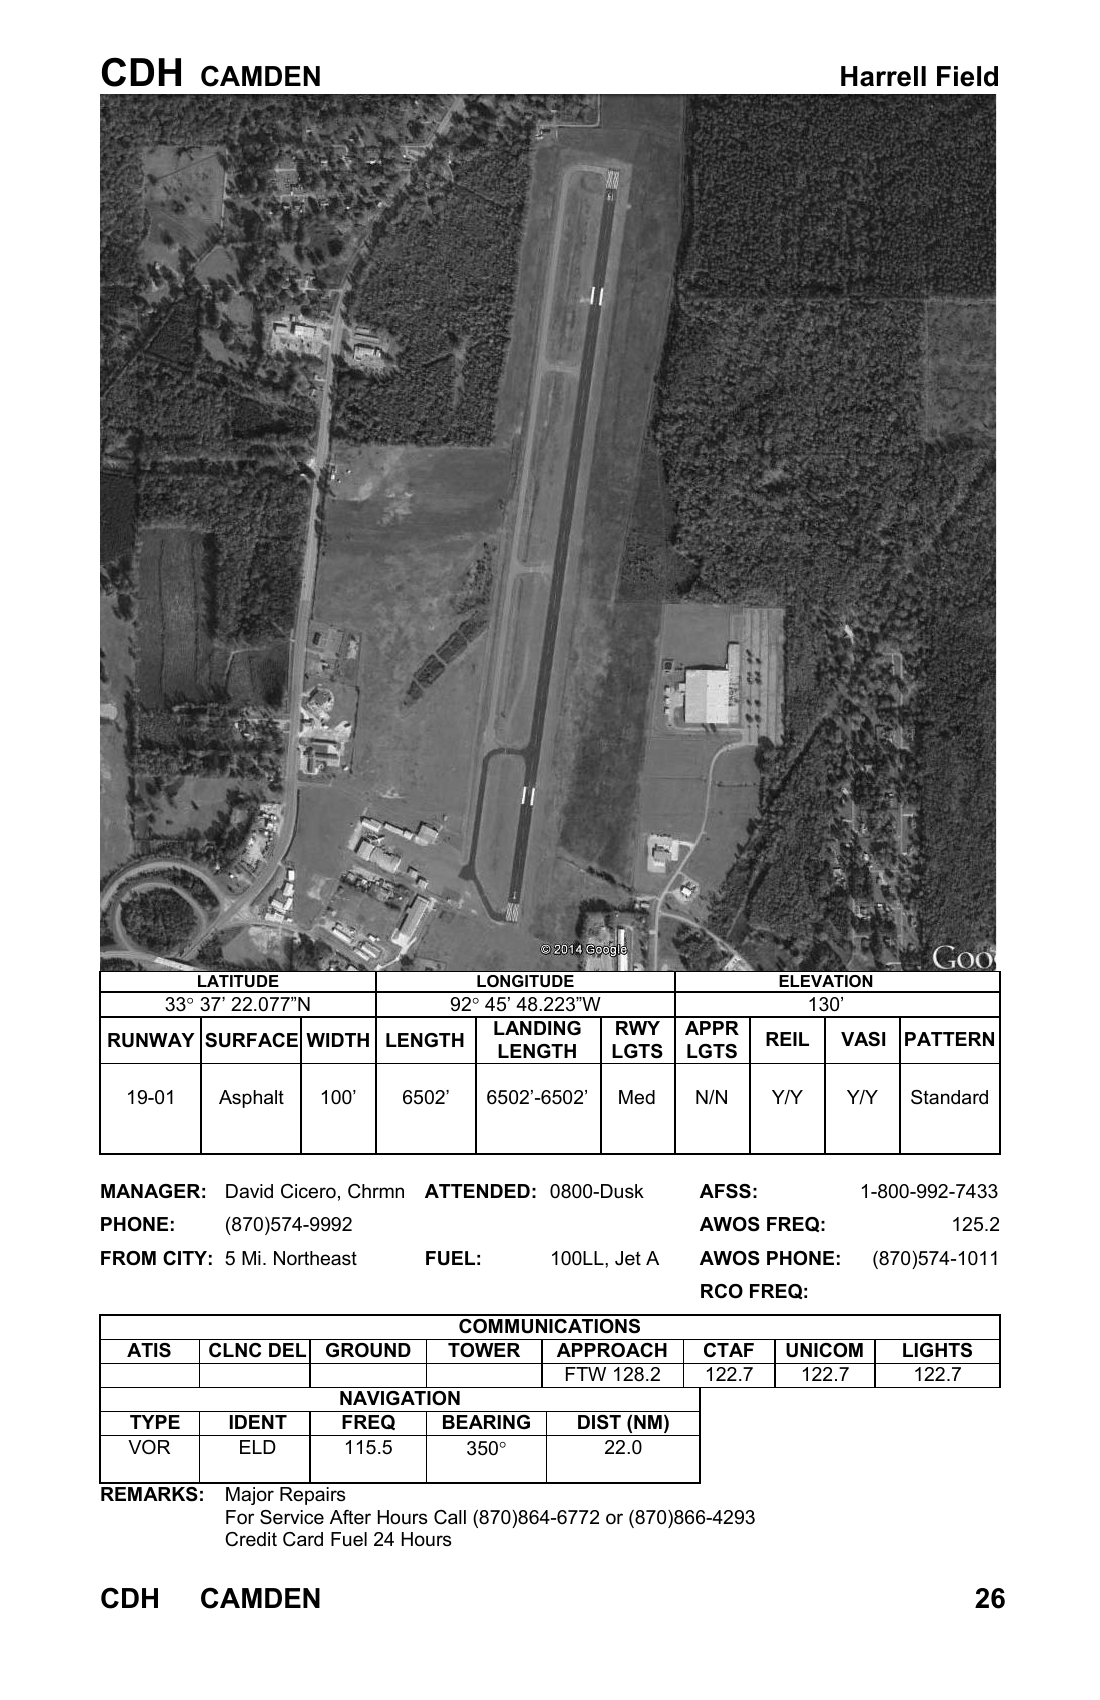 CDH CAMDEN Harrell Field
© 2014 Google
Goo
LATITUDE LONGITUDE ELEVATION
33° 37’ 22.077”N 92° 45’ 48.223”W 130’
RUNWAY SURFACE WIDTH LENGTH LANDING LENGTH RWY LGTS APPR LGTS REIL VASI PATTERN
19-01 Asphalt 100’ 6502’ 6502’-6502’ Med N/N Y/Y Y/Y Standard
MANAGER: David Cicero, Chrmn ATTENDED: 0800-Dusk AFSS: 1-800-992-7433
PHONE: (870)574-9992 AWOS FREQ: 125.2
FROM CITY: 5 Mi. Northeast FUEL: 100LL, Jet A AWOS PHONE: (870)574-1011
RCO FREQ:
COMMUNICATIONS
ATIS CLNC DEL GROUND TOWER APPROACH CTAF UNICOM LIGHTS
FTW 128.2 122.7 122.7 122.7
NAVIGATION
TYPE IDENT FREQ BEARING DIST (NM)
VOR ELD 115.5 350° 22.0
REMARKS: Major Repairs
For Service After Hours Call (870)864-6772 or (870)866-4293
Credit Card Fuel 24 Hours
CDH CAMDEN 26